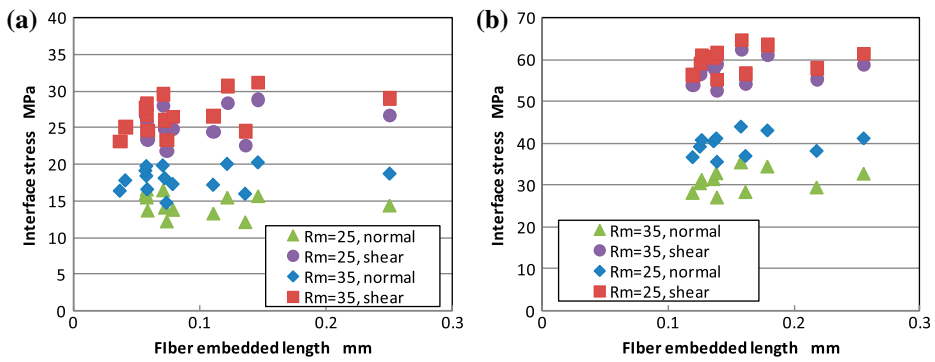 (a)
Interface stress MPa
40
35
30
25
20
15
10
5
0
Rm=25, normal
Rm=25, shear
Rm=35, normal
Rm=35, shear
0 0.1 0.2 0.3
FIber embedded length mm
(b)
Interface stress MPa
70
60
50
40
30
20
10
0
Rm=35, normal
Rm=35, shear
Rm=25, normal
Rm=25, shear
0 0.1 0.2 0.3
FIber embedded length mm